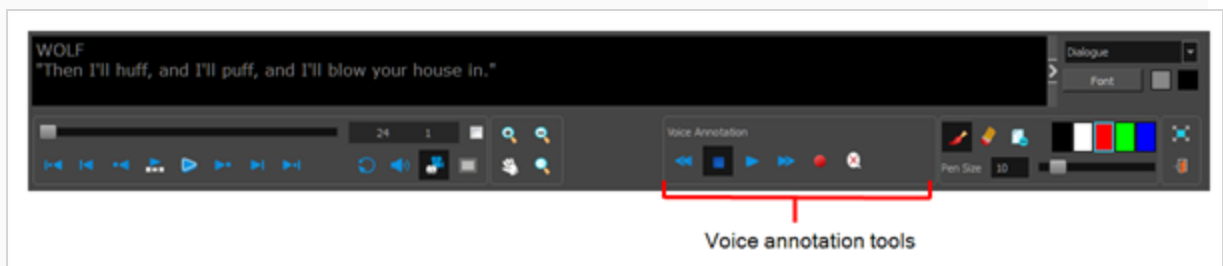 WOLF
"Then I'll huff, and I'll puff, and I'll blow your house in."
Dialogue
Font
24 1
Voice Annotation
Pen Size 10
Voice annotation tools